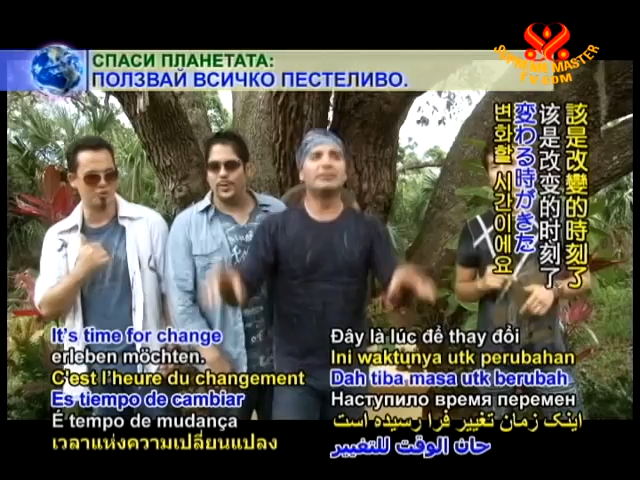 СПАСИ ПЛАНЕТАТА:
ПОЛЗВАЙ ВСИЧКО ПЕСТЕЛИВО.
SUPREME MASTER
TV.COM
該是改變的時刻了
该是改变的时刻了
変わる時がきた
변화할 시간이에요
It's time for change
erleben möchten.
C'est l'heure du changement
Es tiempo de cambiar
É tempo de mudança
เวลาแห่งความเปลี่ยนแปลง
Đây là lúc để thay đổi
Ini waktunya utk perubahan
Dah tiba masa utk berubah
Наступило время перемен
اینک زمان تغییر فرا رسیده است
حان الوقت للتغيير